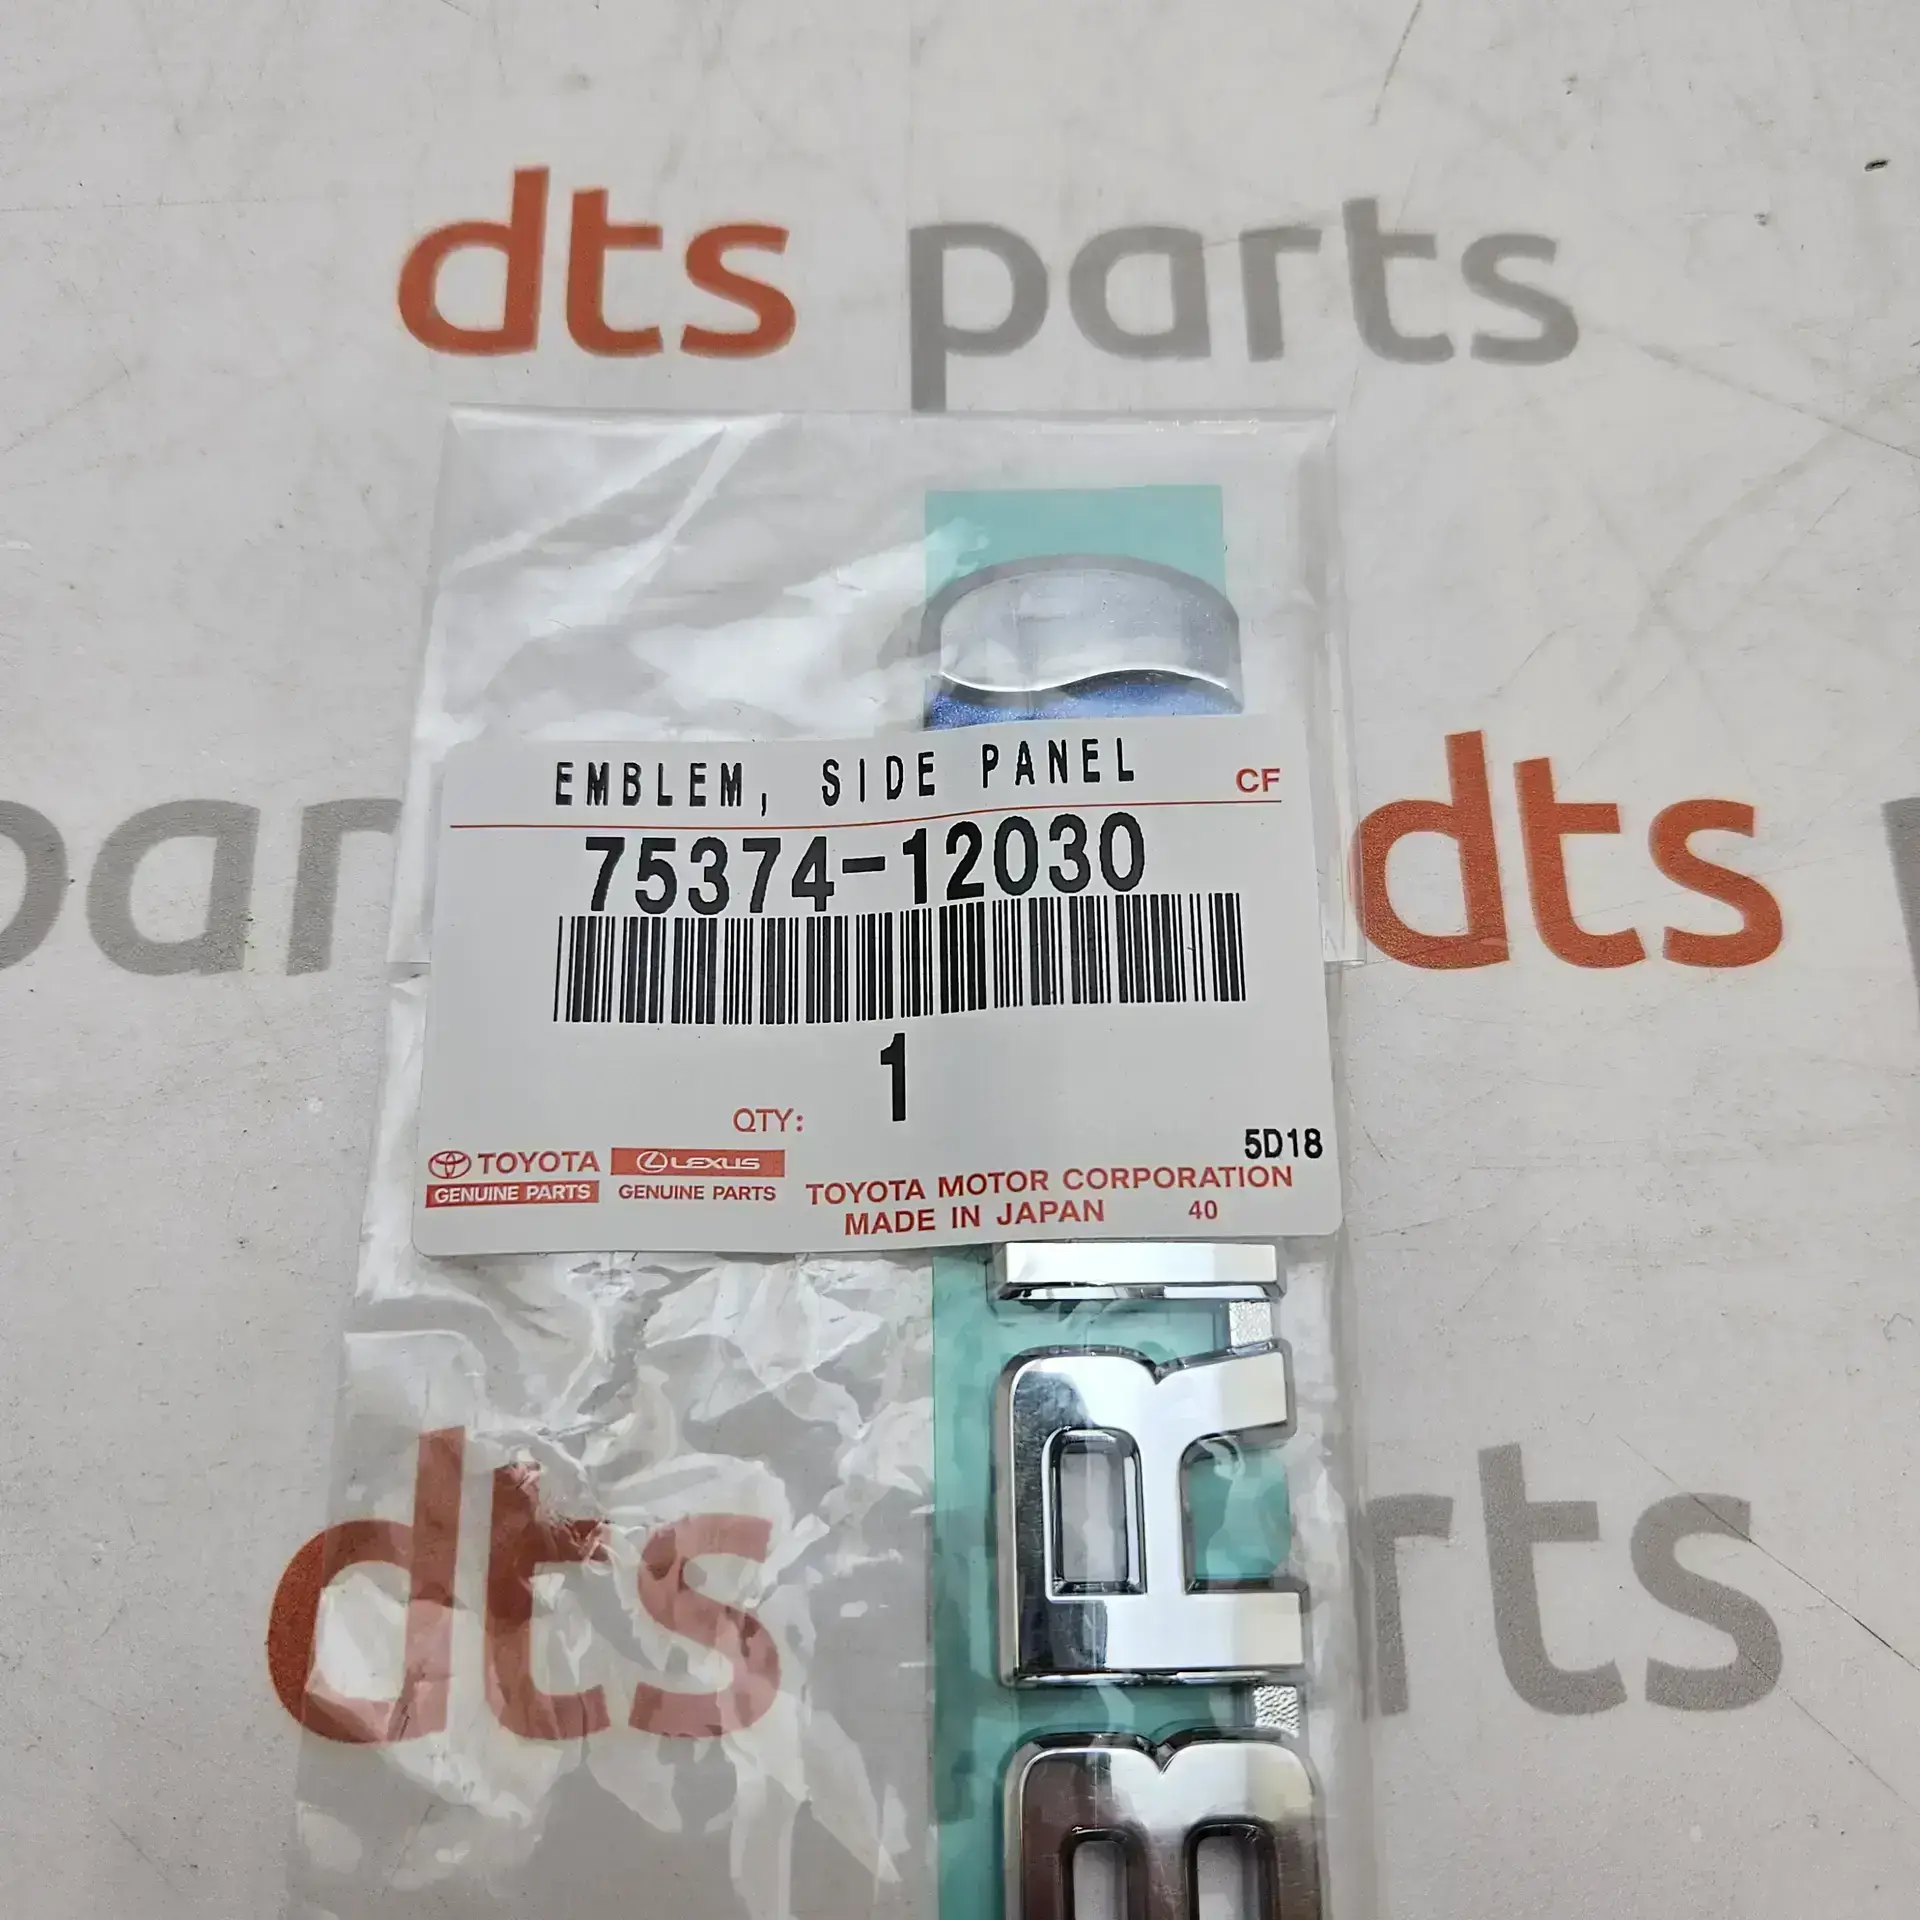 dts parts
EMBLEM, SIDE PANEL
CF
75374-12030
par
dts
1
QTY:
5D18
TOYOTA
LEXUS
GENUINE PARTS
GENUINE PARTS
TOYOTA MOTOR CORPORATION
MADE IN JAPAN 40
dts
rts
I
R
B